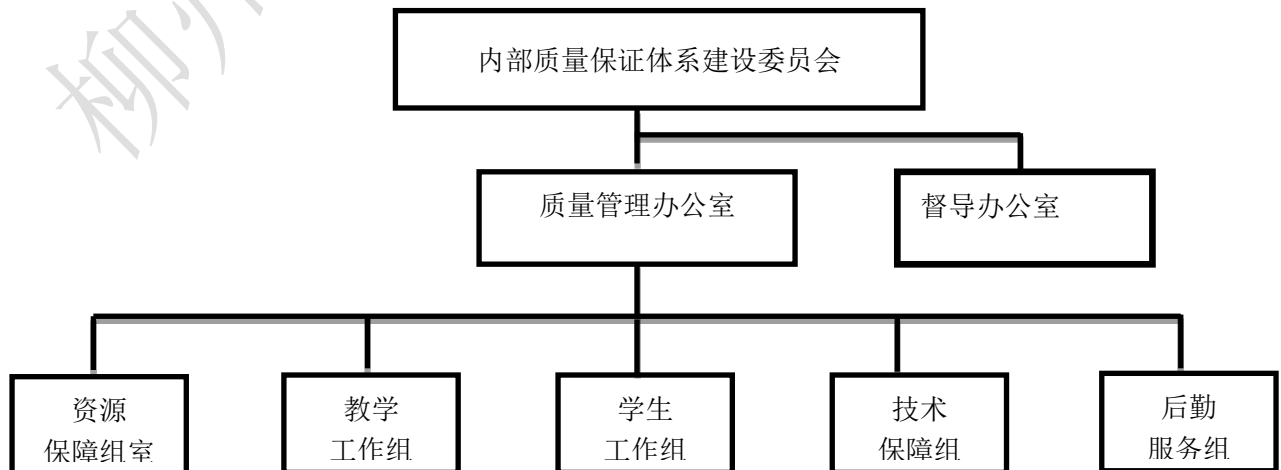 内部质量保证体系建设委员会
质量管理办公室
督导办公室
资源
保障组室
教学
工作组
学生
工作组
技术
保障组
后勤
服务组
柳州